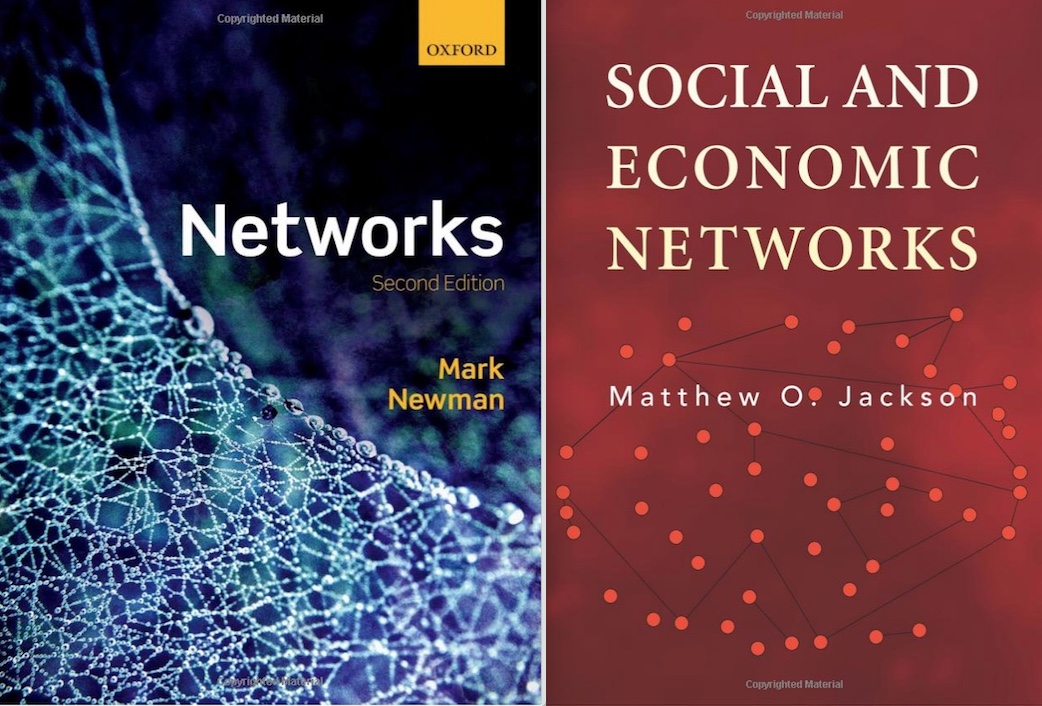 Copyrighted Material
OXFORD
Networks
Second Edition
Mark
Newman
Copyrighted Material
Copyrighted Material
SOCIAL AND
ECONOMIC
NETWORKS
Matthew O. Jackson
Copyrighted Material